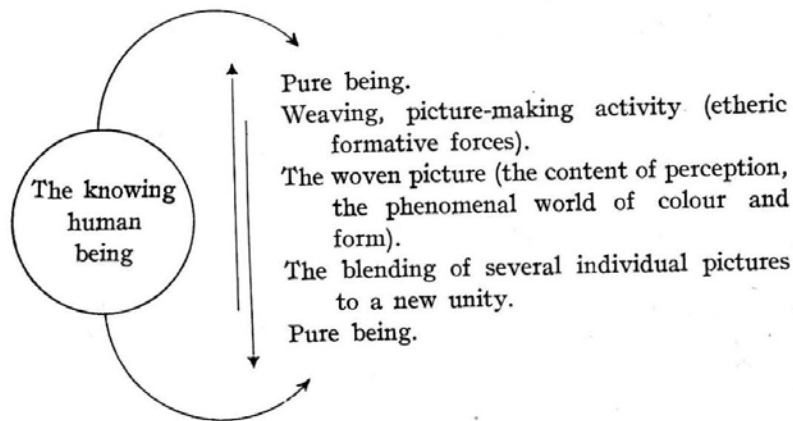 The knowing
human
being
Pure being.
Weaving, picture-making activity (etheric
formative forces).
The woven picture (the content of perception,
the phenomenal world of colour and
form).
The blending of several individual pictures
to a new unity.
Pure being.